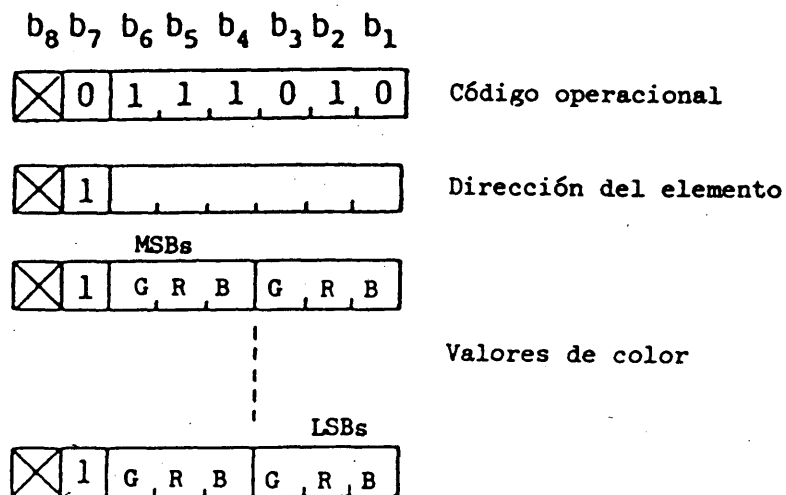 b8 b7 b6 b5 b4 b3 b2 b1
0 1 1 1 0 1 0 Código operacional
1 Dirección del elemento
MSBs
1 G R B G R B
Valores de color
LSBs
1 G R B G R B